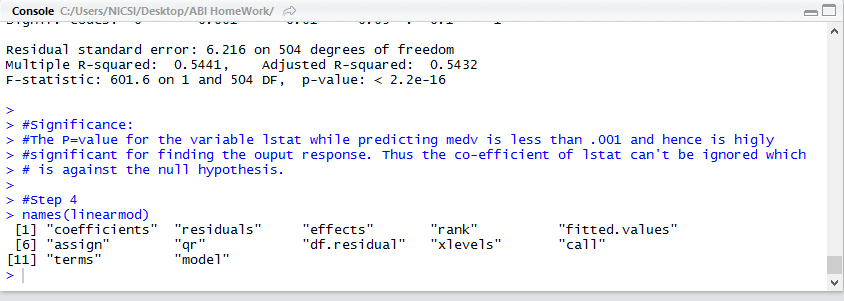 Console C:/Users/NICSI/Desktop/ABI HomeWork/
Residual standard error: 6.216 on 504 degrees of freedom
Multiple R-squared:  0.5441,    Adjusted R-squared:  0.5432
F-statistic: 601.6 on 1 and 504 DF,  p-value: < 2.2e-16
>
> #Significance:
> #The P=value for the variable lstat while predicting medv is less than .001 and hence is higly
> #significant for finding the ouput response. Thus the co-efficient of lstat can't be ignored which
> # is against the null hypothesis.
>
> #Step 4
> names(linearmod)
 [1] "coefficients"  "residuals"     "effects"       "rank"          "fitted.values"
 [6] "assign"        "qr"            "df.residual"   "xlevels"       "call"
[11] "terms"         "model"
>